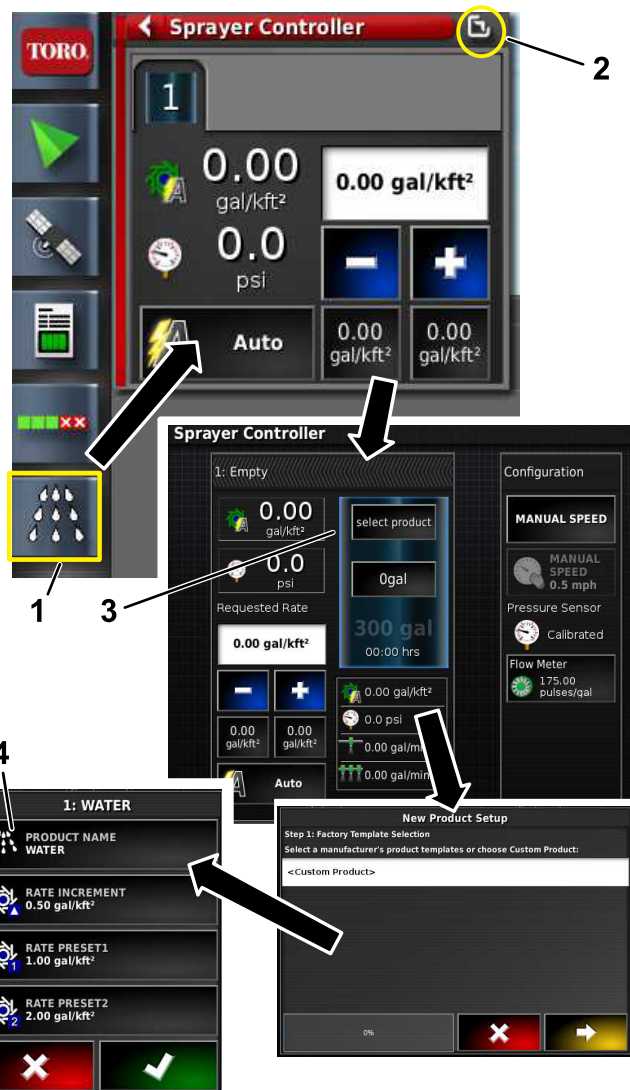 TORO
Sprayer Controller
2
1
0.00
gal/kft²
0.00 gal/kft²
0.0
psi
Auto
0.00
gal/kft²
0.00
gal/kft²
1
3
Sprayer Controller
1: Empty
0.00
gal/kft²
0.0
psi
Requested Rate
0.00 gal/kft²
0.00
gal/kft²
0.00
gal/kft²
Auto
select product
0gal
300 gal
00:00 hrs
0.00 gal/kft²
0.0 psi
0.00 gal/min
0.00 gal/min
Configuration
MANUAL SPEED
MANUAL
SPEED
0.5 mph
Pressure Sensor
Calibrated
Flow Meter
175.00
pulses/gal
4
1: WATER
PRODUCT NAME
WATER
RATE INCREMENT
0.50 gal/kft²
RATE PRESET1
1.00 gal/kft²
1
RATE PRESET2
2.00 gal/kft²
2
New Product Setup
Step 1: Factory Template Selection
Select a manufacturer's product templates or choose Custom Product:
<Custom Product>
0%